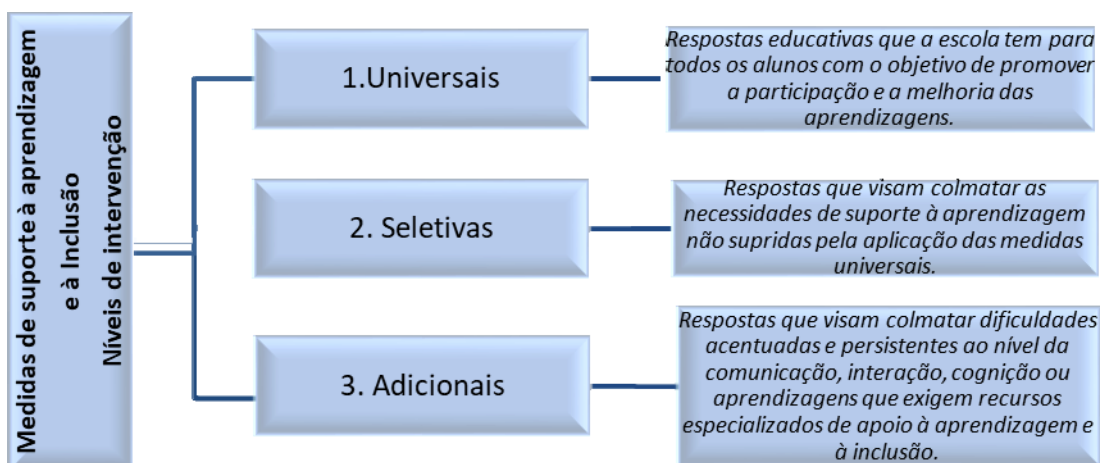 Medidas de suporte à aprendizagem
e à Inclusão
Níveis de intervenção
1.Universais
Respostas educativas que a escola tem para
todos os alunos com o objetivo de promover
a participação e a melhoria das
aprendizagens.
2. Seletivas
Respostas que visam colmatar as
necessidades de suporte à aprendizagem
não supridas pela aplicação das medidas
universais.
3. Adicionais
Respostas que visam colmatar dificuldades
acentuadas e persistentes ao nível da
comunicação, interação, cognição ou
aprendizagens que exigem recursos
especializados de apoio à aprendizagem e
à inclusão.